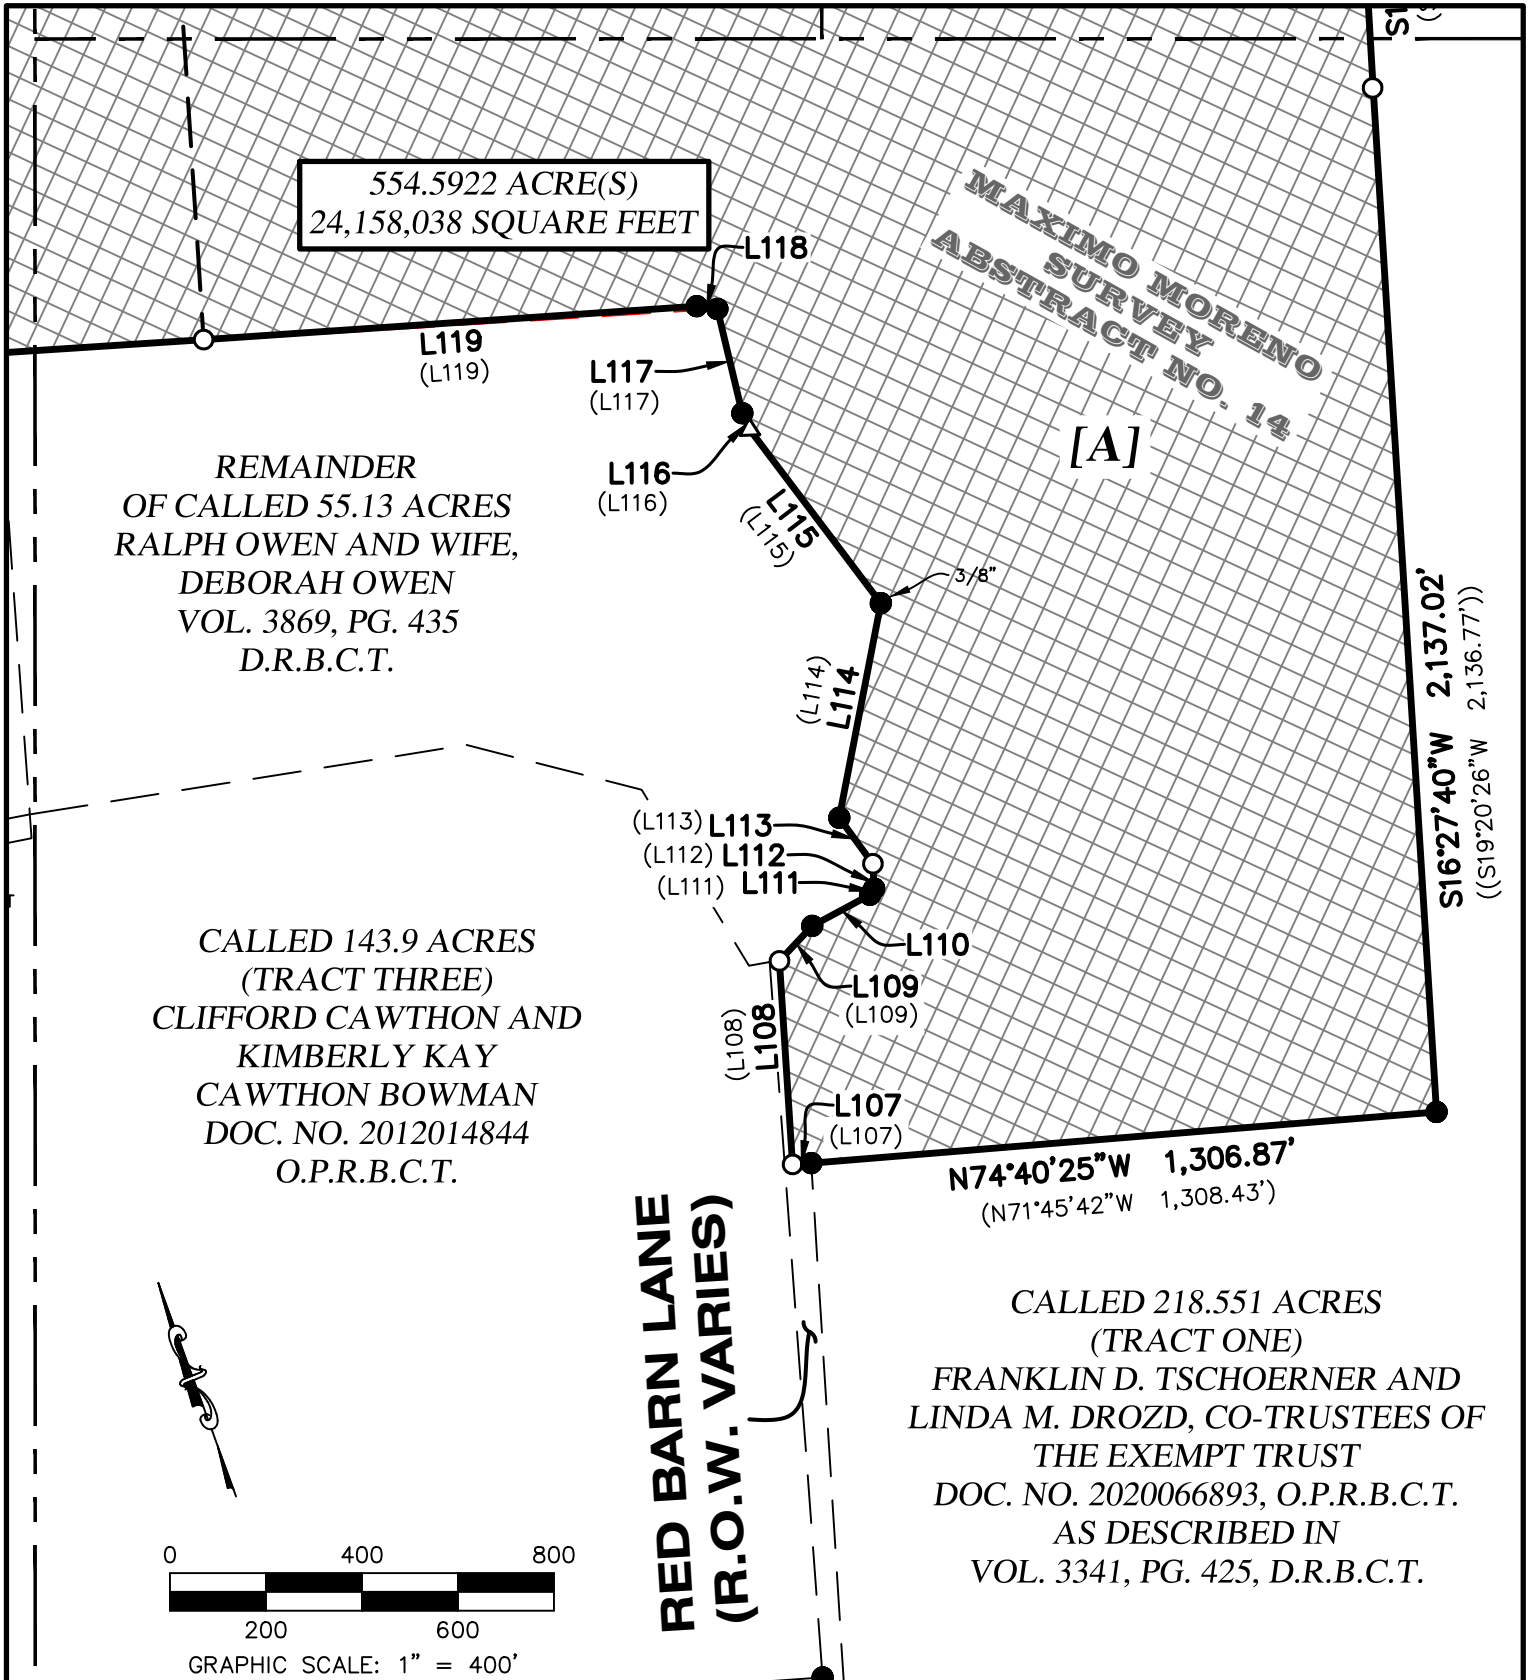 S1
554.5922 ACRE(S)
24,158,038 SQUARE FEET
L118
MAXIMO MORENO
SURVEY
ABSTRACT NO. 14
[A]
L119
(L119)
L117
(L117)
L116
(L116)
L115
(L115)
3/8"
REMAINDER
OF CALLED 55.13 ACRES
RALPH OWEN AND WIFE,
DEBORAH OWEN
VOL. 3869, PG. 435
D.R.B.C.T.
L114
(L114)
S16°27'40"W 2,137.02'
((S19°20'26"W 2,136.77'))
(L113) L113
(L112) L112
(L111) L111
L110
L109
(L109)
L108
(L108)
L107
(L107)
CALLED 143.9 ACRES
(TRACT THREE)
CLIFFORD CAWTHON AND
KIMBERLY KAY
CAWTHON BOWMAN
DOC. NO. 2012014844
O.P.R.B.C.T.
N74°40'25"W 1,306.87'
(N71°45'42"W 1,308.43')
RED BARN LANE
(R.O.W. VARIES)
CALLED 218.551 ACRES
(TRACT ONE)
FRANKLIN D. TSCHOERNER AND
LINDA M. DROZD, CO-TRUSTEES OF
THE EXEMPT TRUST
DOC. NO. 2020066893, O.P.R.B.C.T.
AS DESCRIBED IN
VOL. 3341, PG. 425, D.R.B.C.T.
0 400 800
200 600
GRAPHIC SCALE: 1" = 400'